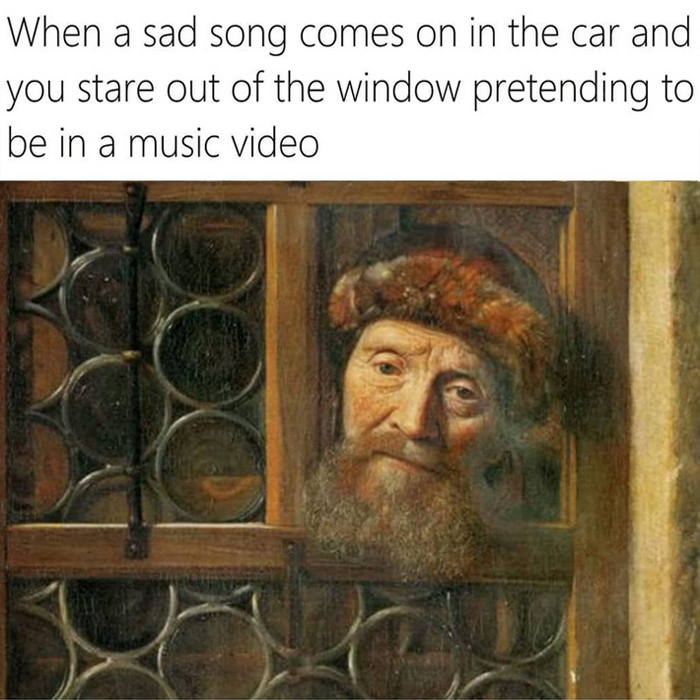 When a sad song comes on in the car and
you stare out of the window pretending to
be in a music video